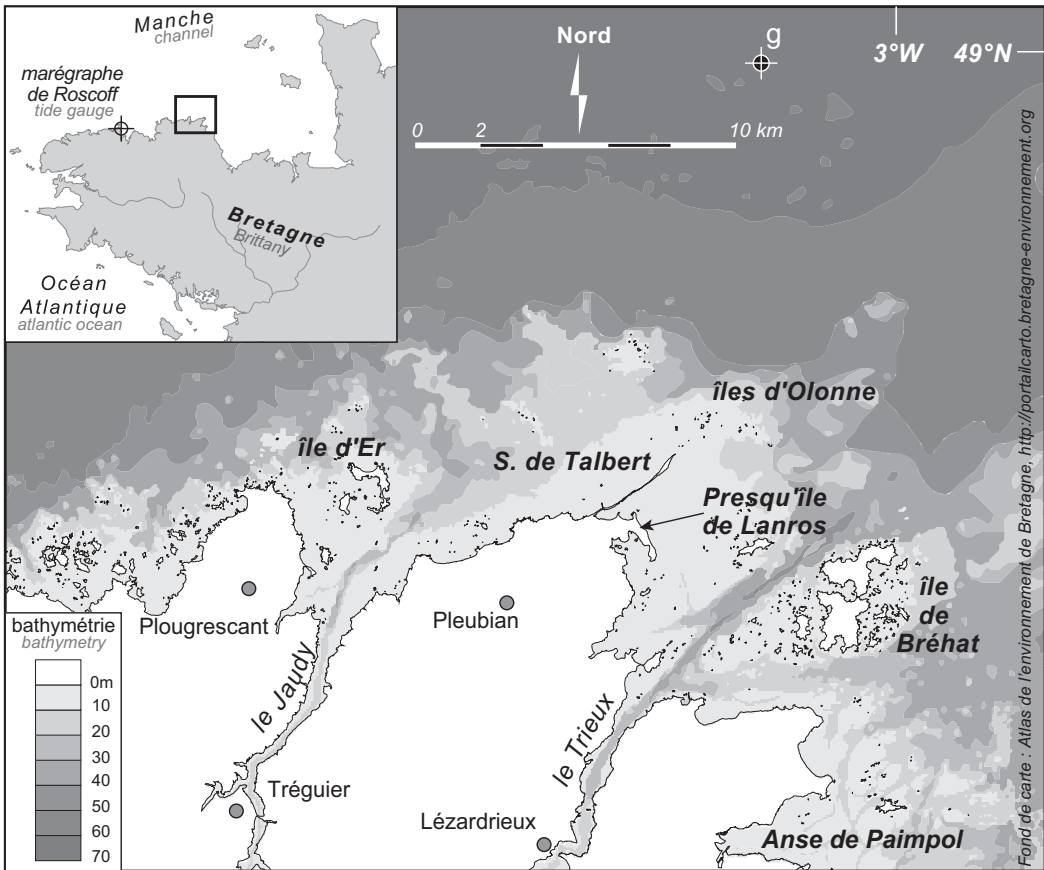 Manche
channel
marégraphe
de Roscoff
tide gauge
Bretagne
Brittany
Océan
Atlantique
atlantic ocean
Nord
g
3°W
49°N
0
2
10 km
îles d'Olonne
île d'Er
S. de Talbert
Presqu'île
de Lanros
île
de
Bréhat
Plougrescant
Pleubian
le Jaudy
le Trieux
Tréguier
Lézardrieux
Anse de Paimpol
bathymétrie
bathymetry
0m
10
20
30
40
50
60
70
Fond de carte : Atlas de l'environnement de Bretagne, http://portailcarto.bretagne-environnement.org